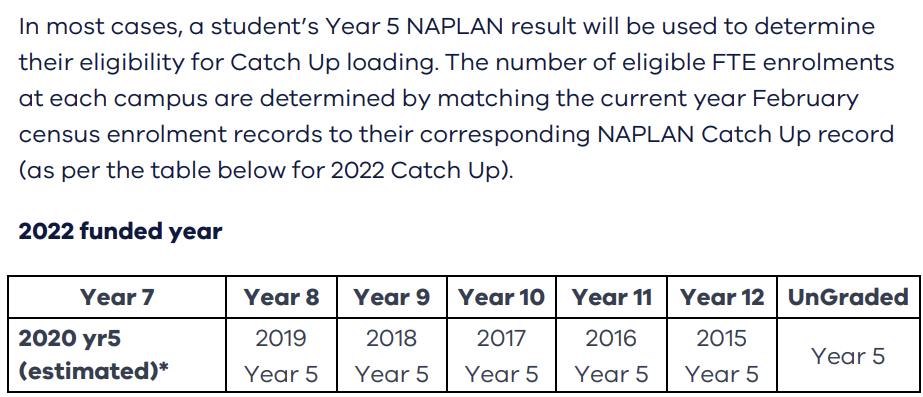 In most cases, a student’s Year 5 NAPLAN result will be used to determine
their eligibility for Catch Up loading. The number of eligible FTE enrolments
at each campus are determined by matching the current year February
census enrolment records to their corresponding NAPLAN Catch Up record
(as per the table below for 2022 Catch Up).
2022 funded year
Year 7 Year 8 Year 9 Year 10 Year 11 Year 12 UnGraded
2020 yr5 2019 2018 2017 2016 2015
(estimated)* Year 5 Year 5 Year 5 Year 5 Year 5 Year 5